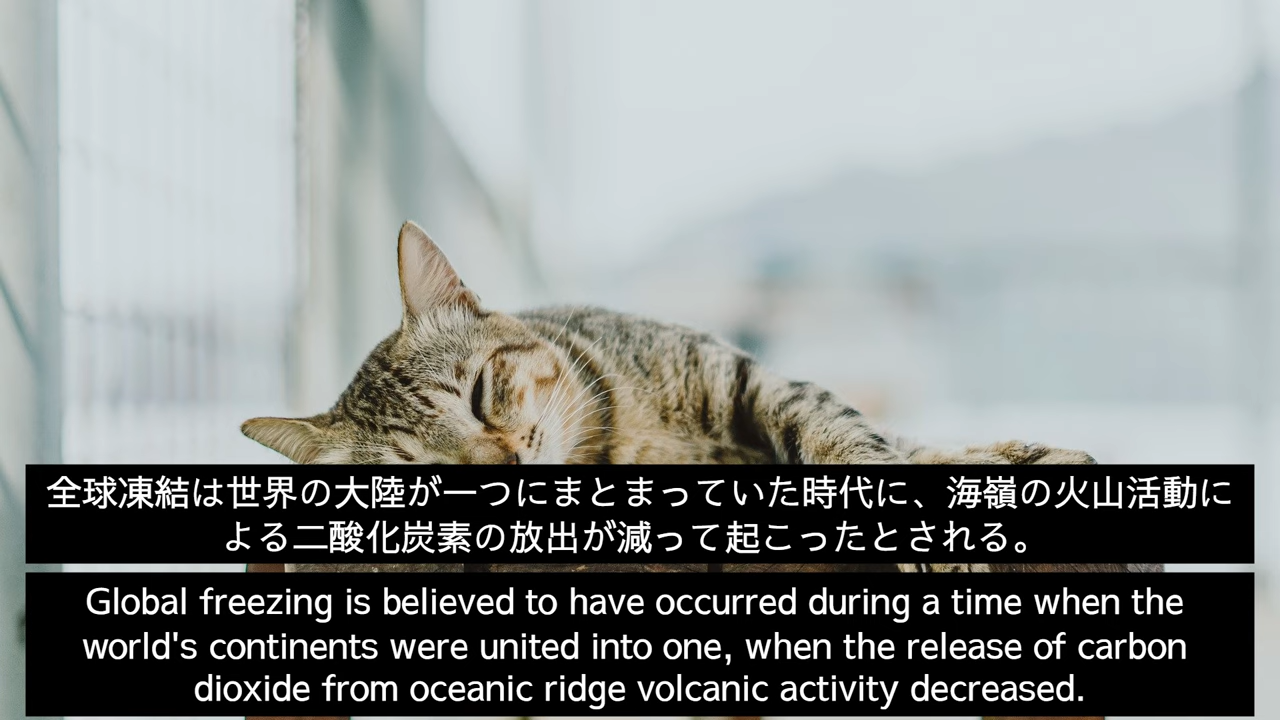 全球凍結は世界の大陸が一つにまとまっていた時代に、海嶺の火山活動に
よる二酸化炭素の放出が減って起こったとされる。
Global freezing is believed to have occurred during a time when the
world's continents were united into one, when the release of carbon
dioxide from oceanic ridge volcanic activity decreased.